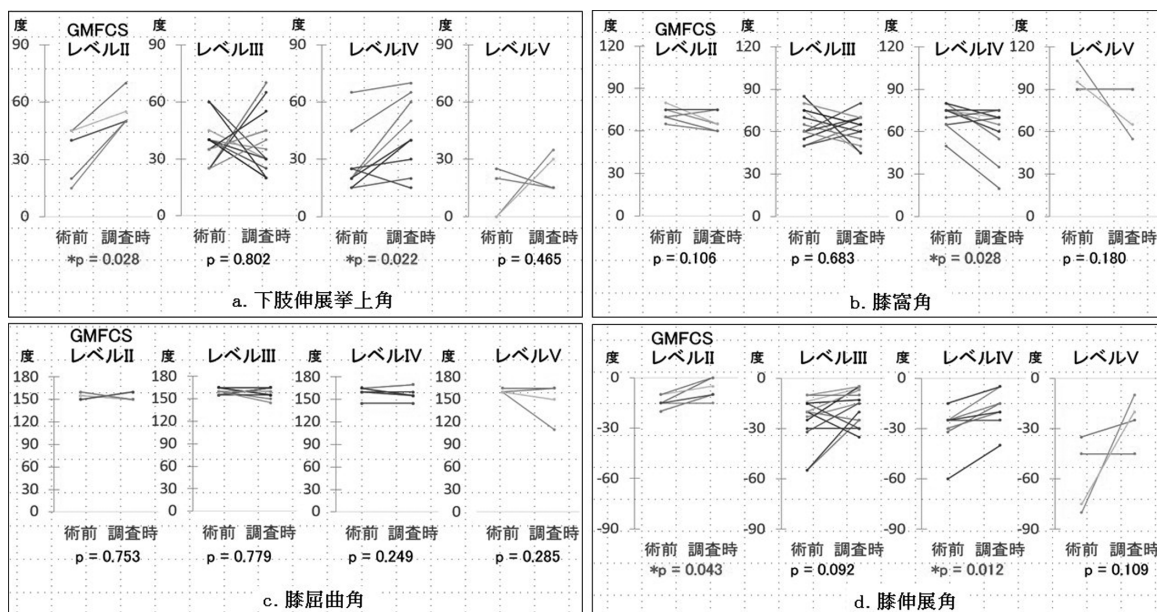 度 GMFCS 度 度 度
レベルII レベルIII レベルIV レベルV
90 90 90 90
60 60 60 60
30 30 30 30
0 0 0 0
術前 調査時 術前 調査時 術前 調査時 術前 調査時
*p = 0.028 p = 0.802 *p = 0.022 p = 0.465
a. 下肢伸展挙上角
度 GMFCS 度 度 度
レベルII レベルIII レベルIV レベルV
120 120 120 120
90 90 90 90
60 60 60 60
30 30 30 30
0 0 0 0
術前 調査時 術前 調査時 術前 調査時 術前 調査時
p = 0.106 p = 0.683 *p = 0.028 p = 0.180
b. 膝窩角
GMFCS
度 レベルII 度 レベルIII 度 レベルIV 度 レベルV
180 180 180 180
150 150 150 150
120 120 120 120
90 90 90 90
60 60 60 60
30 30 30 30
0 0 0 0
術前 調査時 術前 調査時 術前 調査時 術前 調査時
p = 0.753 p = 0.779 p = 0.249 p = 0.285
c. 膝屈曲角
GMFCS
度 レベルII 度 レベルIII 度 レベルIV 度 レベルV
0 0 0 0
-30 -30 -30 -30
-60 -60 -60 -60
-90 -90 -90 -90
術前 調査時 術前 調査時 術前 調査時 術前 調査時
*p = 0.043 p = 0.092 *p = 0.012 p = 0.109
d. 膝伸展角